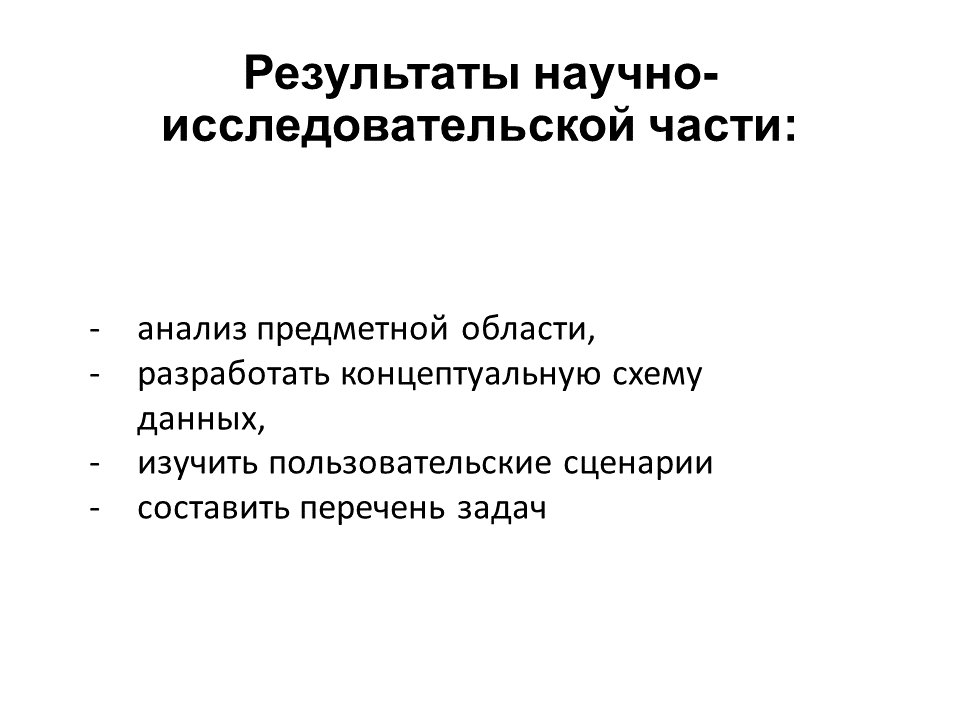 Результаты научно-
исследовательской части:
- анализ предметной области,
- разработать концептуальную схему
данных,
- изучить пользовательские сценарии
- составить перечень задач